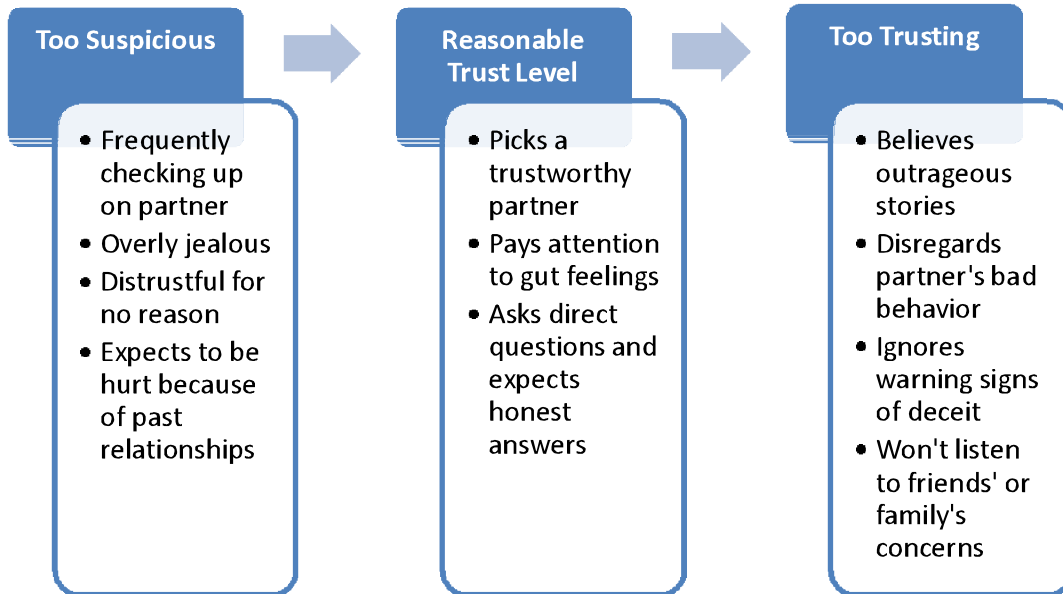 Too Suspicious
• Frequently
checking up
on partner
• Overly jealous
• Distrustful for
no reason
• Expects to be
hurt because
of past
relationships
Reasonable
Trust Level
• Picks a
trustworthy
partner
• Pays attention
to gut feelings
• Asks direct
questions and
expects
honest
answers
Too Trusting
• Believes
outrageous
stories
• Disregards
partner's bad
behavior
• Ignores
warning signs
of deceit
• Won't listen
to friends' or
family's
concerns